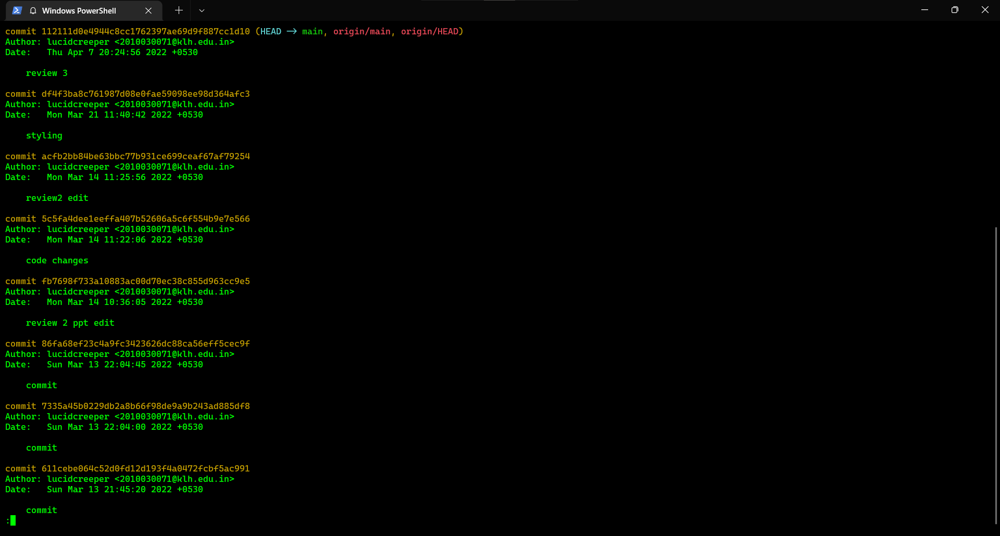 Windows PowerShell
commit 112111d0e4944c8cc1762397ae69d9f887cc1d10 (HEAD -> main, origin/main, origin/HEAD)
Author: lucidcreeper <2010030071@klh.edu.in>
Date:   Thu Apr 7 20:24:56 2022 +0530
    review 3
commit df4f3ba8c761987d08e0fae59098ee98d364afc3
Author: lucidcreeper <2010030071@klh.edu.in>
Date:   Mon Mar 21 11:40:42 2022 +0530
    styling
commit acfb2bb84be63bbc77b931ce699ceaf67af79254
Author: lucidcreeper <2010030071@klh.edu.in>
Date:   Mon Mar 14 11:25:56 2022 +0530
    review2 edit
commit 5c5fa4dee1eeffa407b52606a5c6f554b9e7e566
Author: lucidcreeper <2010030071@klh.edu.in>
Date:   Mon Mar 14 11:22:06 2022 +0530
    code changes
commit fb7698f733a10883ac00d70ec38c855d963cc9e5
Author: lucidcreeper <2010030071@klh.edu.in>
Date:   Mon Mar 14 10:36:05 2022 +0530
    review 2 ppt edit
commit 86fa68ef23c4a9fc3423626dc88ca56eff5cec9f
Author: lucidcreeper <2010030071@klh.edu.in>
Date:   Sun Mar 13 22:04:45 2022 +0530
    commit
commit 7335a45b0229db2a8b66f98de9a9b243ad885df8
Author: lucidcreeper <2010030071@klh.edu.in>
Date:   Sun Mar 13 22:04:00 2022 +0530
    commit
commit 611cebe064c52d0fd12d193f4a0472fcbf5ac991
Author: lucidcreeper <2010030071@klh.edu.in>
Date:   Sun Mar 13 21:45:20 2022 +0530
    commit
: